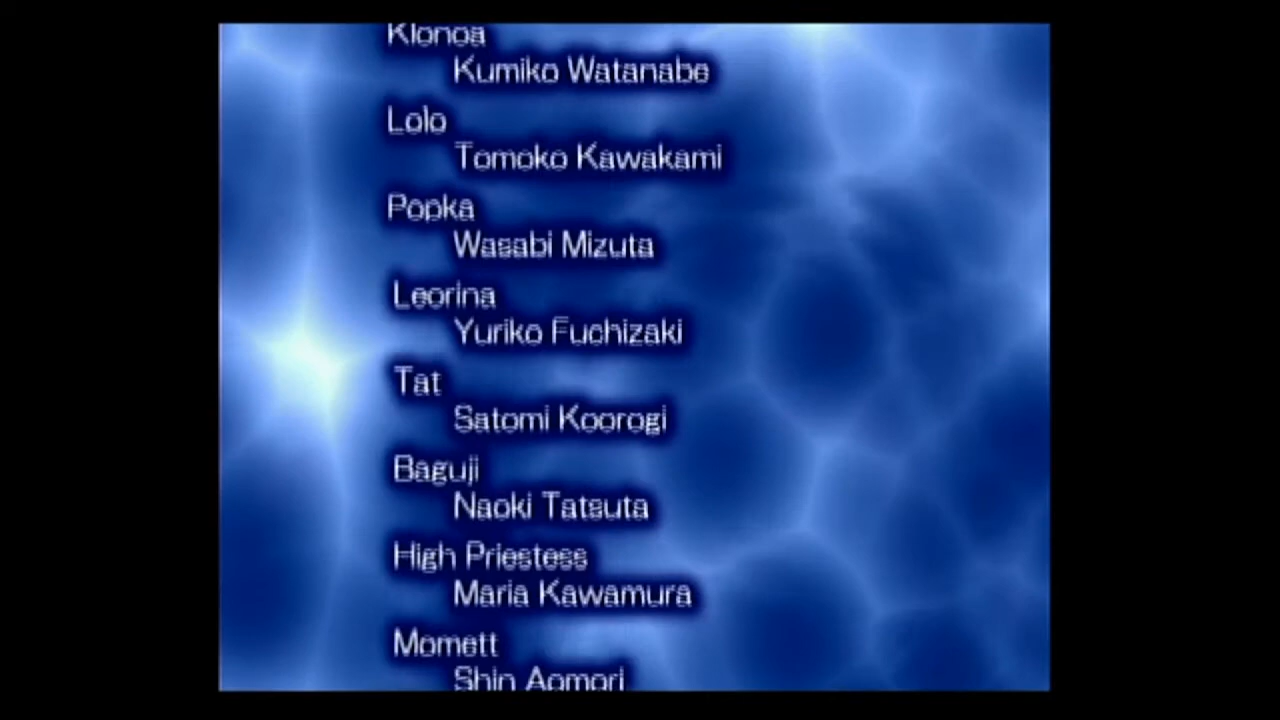 Klonoa
Kumiko Watanabe
Lolo
Tomoko Kawakami
Popka
Wasabi Mizuta
Leorina
Yuriko Fuchizaki
Tat
Satomi Koorogi
Baguji
Naoki Tatsuta
High Priestess
Maria Kawamura
Momett
Shin Aomori